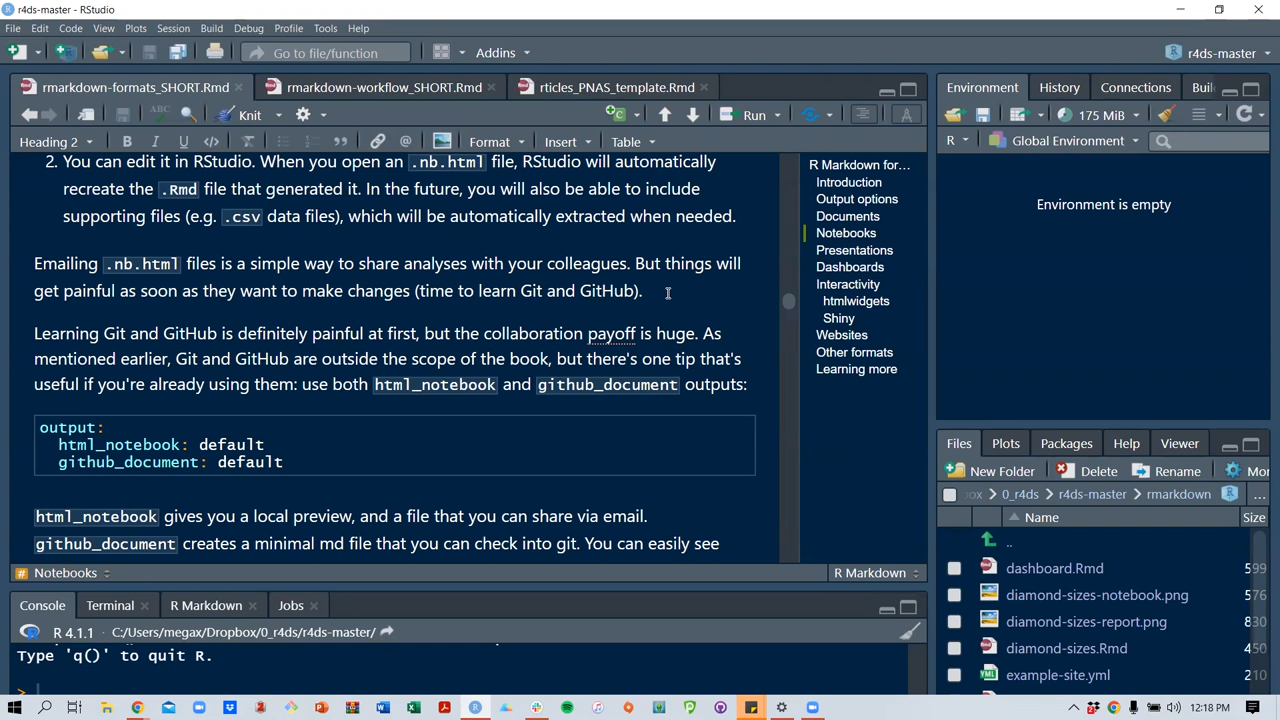 r4ds-master - RStudio
File Edit Code View Plots Session Build Debug Profile Tools Help
Go to file/function Addins r4ds-master
rmarkdown-formats_SHORT.Rmd rmarkdown-workflow_SHORT.Rmd rticles_PNAS_template.Rmd
Knit Run
Heading 2 Format Insert Table
2. You can edit it in RStudio. When you open an .nb.html file, RStudio will automatically
recreate the .Rmd file that generated it. In the future, you will also be able to include
supporting files (e.g. .csv data files), which will be automatically extracted when needed.
Emailing .nb.html files is a simple way to share analyses with your colleagues. But things will
get painful as soon as they want to make changes (time to learn Git and GitHub).
Learning Git and GitHub is definitely painful at first, but the collaboration payoff is huge. As
mentioned earlier, Git and GitHub are outside the scope of the book, but there's one tip that's
useful if you're already using them: use both html_notebook and github_document outputs:
output:
html_notebook: default
github_document: default
html_notebook gives you a local preview, and a file that you can share via email.
github_document creates a minimal md file that you can check into git. You can easily see
R Markdown for...
Introduction
Output options
Documents
Notebooks
Presentations
Dashboards
Interactivity
htmlwidgets
Shiny
Websites
Other formats
Learning more
# Notebooks R Markdown
Console Terminal R Markdown Jobs
R 4.1.1 · C:/Users/megax/Dropbox/0_r4ds/r4ds-master/
Type 'q()' to quit R.
>
Environment History Connections Buil
175 MiB
R Global Environment
Environment is empty
Files Plots Packages Help Viewer
New Folder Delete Rename Mor
ox 0_r4ds r4ds-master rmarkdown ...
Name Size
..
dashboard.Rmd 599
diamond-sizes-notebook.png 576
diamond-sizes-report.png 830
diamond-sizes.Rmd 450
example-site.yml 210
12:18 PM